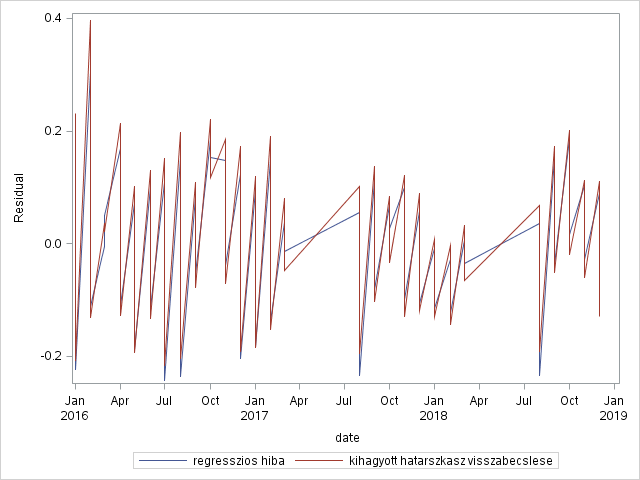 0.4
0.2
0.0
-0.2
Residual
Jan Apr Jul Oct Jan Apr Jul Oct Jan Apr Jul Oct Jan
2016 2017 2018 2019
date
regresszios hiba kihagyott hatarszkasz visszabecslese